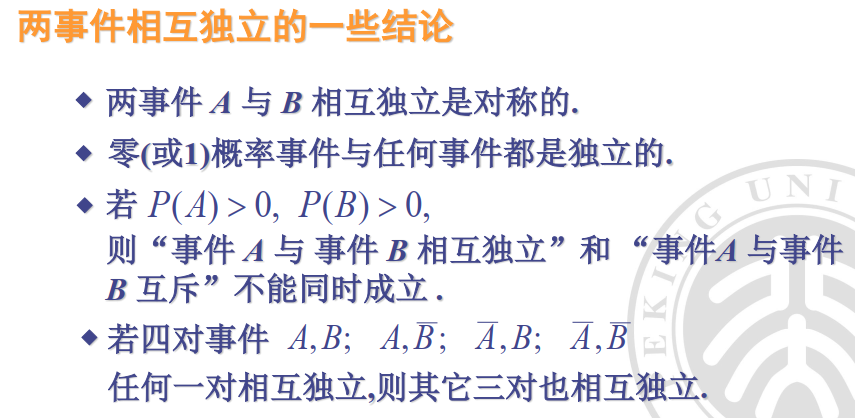 两事件相互独立的一些结论
◆ 两事件 A 与 B 相互独立是对称的.
◆ 零(或1)概率事件与任何事件都是独立的.
◆ 若 P(A) > 0, P(B) > 0,
则“事件 A 与 事件 B 相互独立”和 “事件A 与事件
B 互斥”不能同时成立 .
◆ 若四对事件 A, B; A, B̅; A̅, B; A̅, B̅
任何一对相互独立,则其它三对也相互独立.
EKING UNI